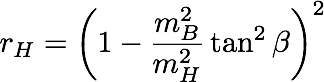 r_H = \left( 1 - \frac{m_B^2}{m_H^2} \tan^2 \beta \right)^2